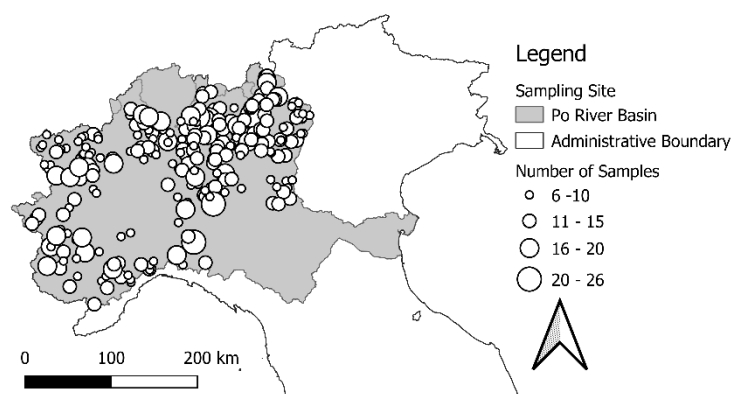 Legend
Sampling Site
Po River Basin
Administrative Boundary
Number of Samples
6 -10
11 - 15
16 - 20
20 - 26
0 100 200 km